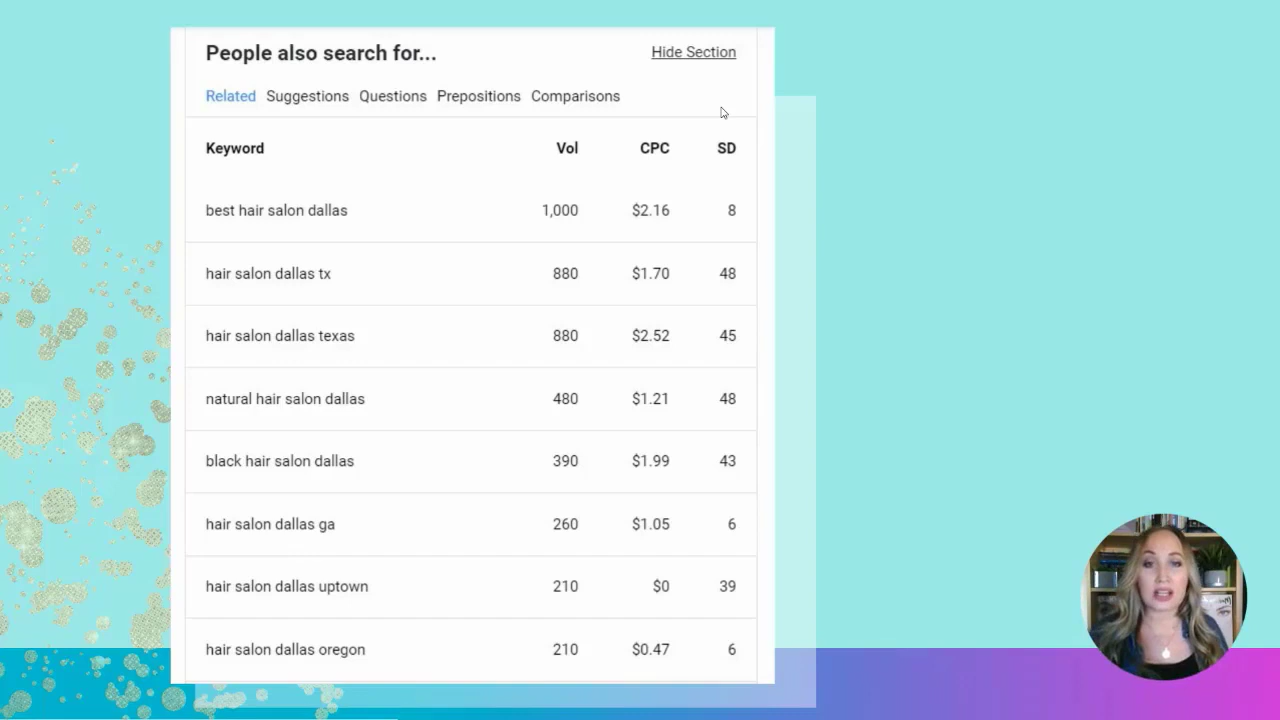 People also search for... Hide Section
Related Suggestions Questions Prepositions Comparisons
Keyword Vol CPC SD
best hair salon dallas 1,000 $2.16 8
hair salon dallas tx 880 $1.70 48
hair salon dallas texas 880 $2.52 45
natural hair salon dallas 480 $1.21 48
black hair salon dallas 390 $1.99 43
hair salon dallas ga 260 $1.05 6
hair salon dallas uptown 210 $0 39
hair salon dallas oregon 210 $0.47 6